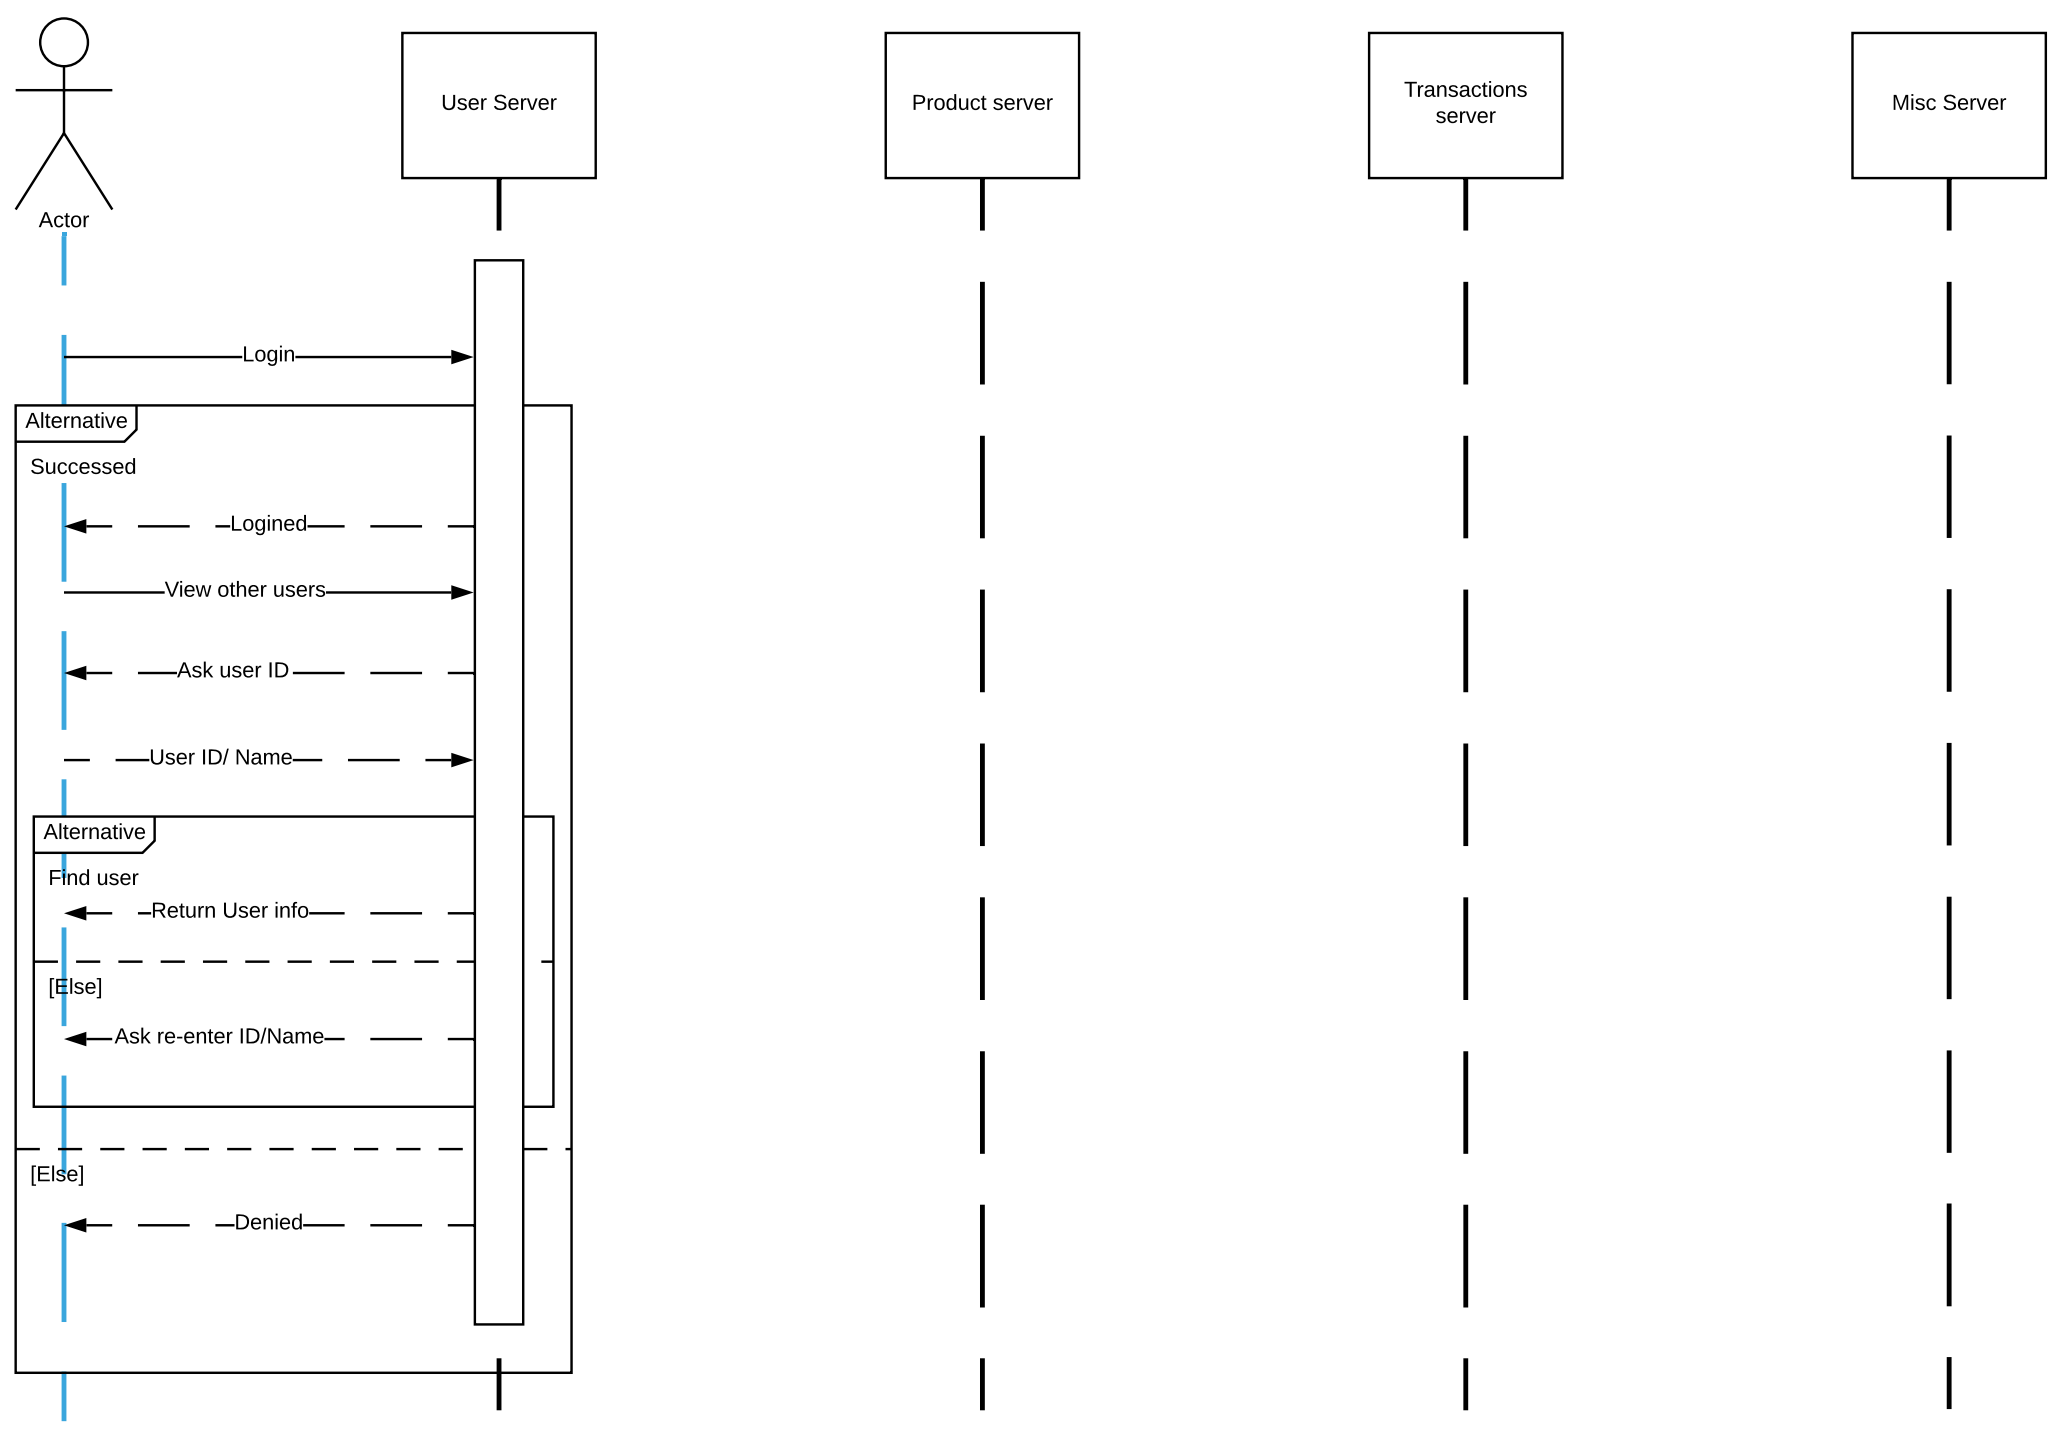 Actor
User Server
Product server
Transactions
server
Misc Server
Login
Alternative
Successed
Logined
View other users
Ask user ID
User ID/ Name
Alternative
Find user
Return User info
[Else]
Ask re-enter ID/Name
[Else]
Denied